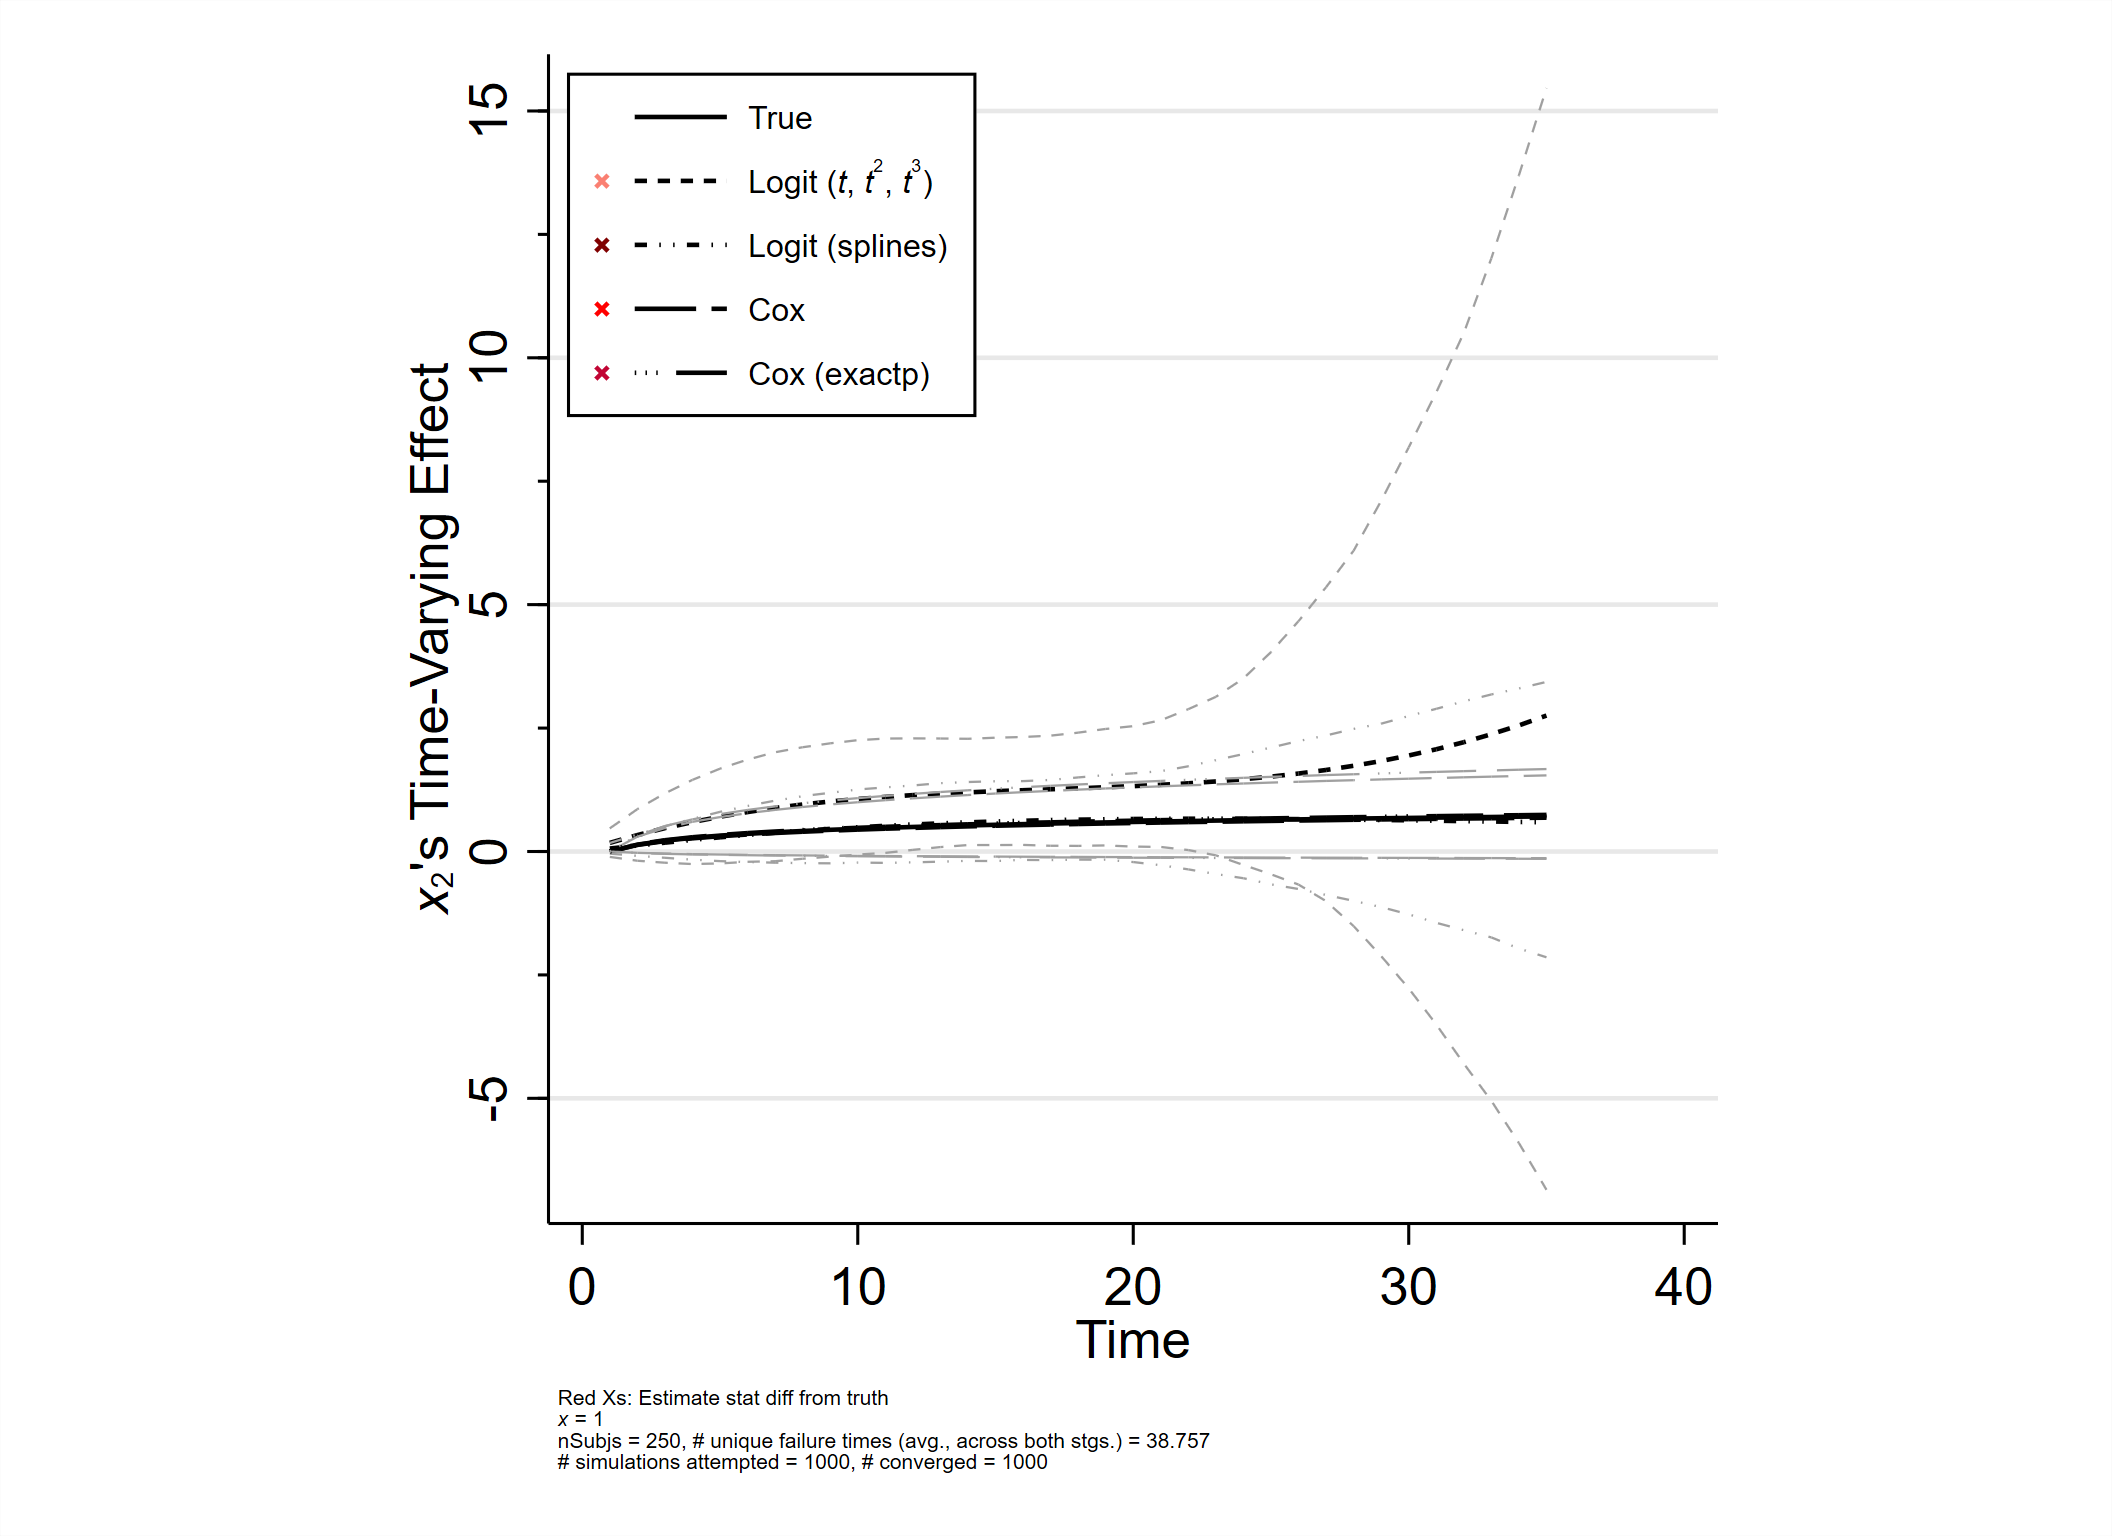 True
Logit (t, t², t³)
Logit (splines)
Cox
Cox (exactp)
x₂'s Time-Varying Effect
15
10
5
0
-5
0 10 20 30 40
Time
Red Xs: Estimate stat diff from truth
x = 1
nSubjs = 250, # unique failure times (avg., across both stgs.) = 38.757
# simulations attempted = 1000, # converged = 1000